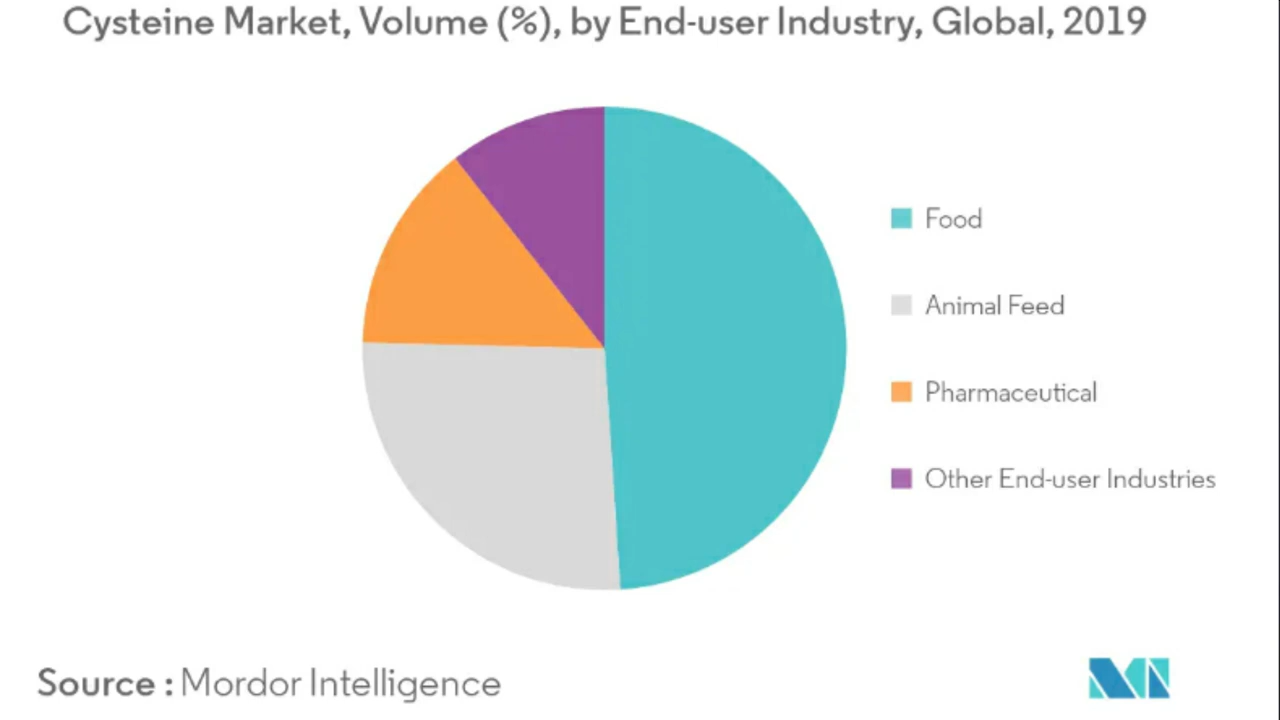 Cysteine Market, Volume (%), by End-user Industry, Global, 2019
Food
Animal Feed
Pharmaceutical
Other End-user Industries
Source : Mordor Intelligence